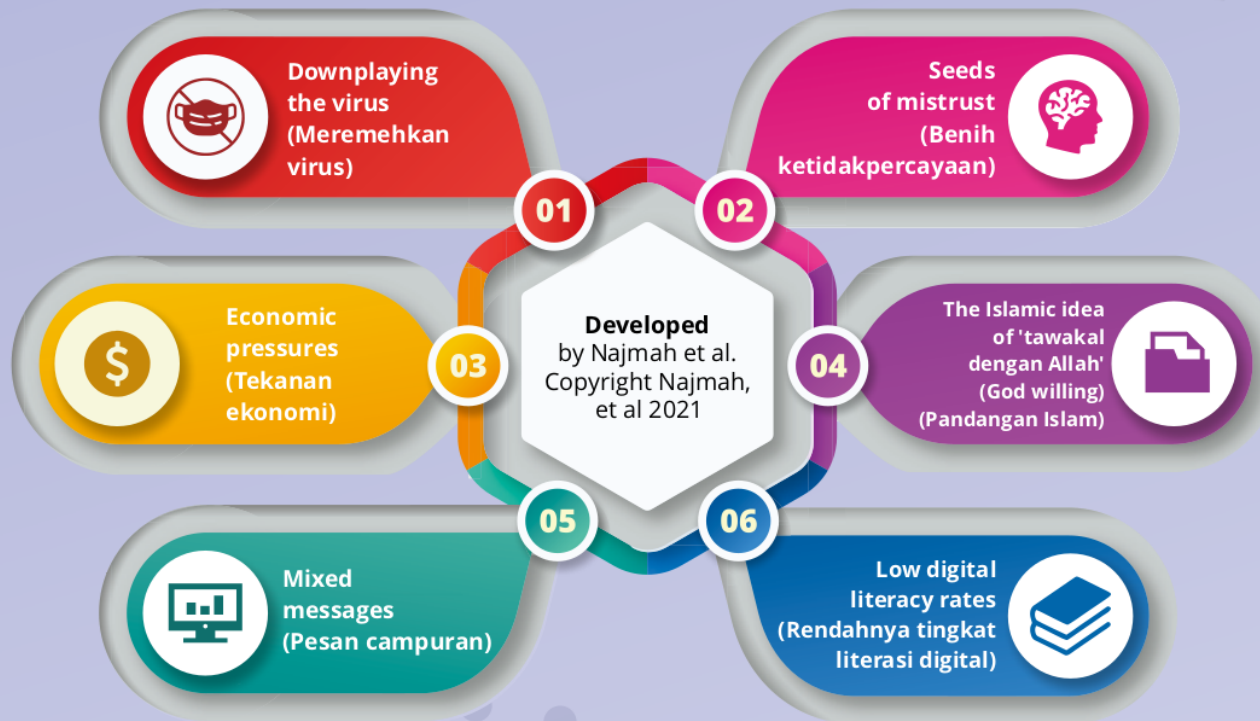 Downplaying
the virus
(Meremehkan
virus)
01
Seeds
of mistrust
(Benih
ketidakpercayaan)
02
Economic
pressures
(Tekanan
ekonomi)
03
Developed
by Najmah et al.
Copyright Najmah,
et al 2021
04
The Islamic idea
of 'tawakal
dengan Allah'
(God willing)
(Pandangan Islam)
$
05
Mixed
messages
(Pesan campuran)
06
Low digital
literacy rates
(Rendahnya tingkat
literasi digital)